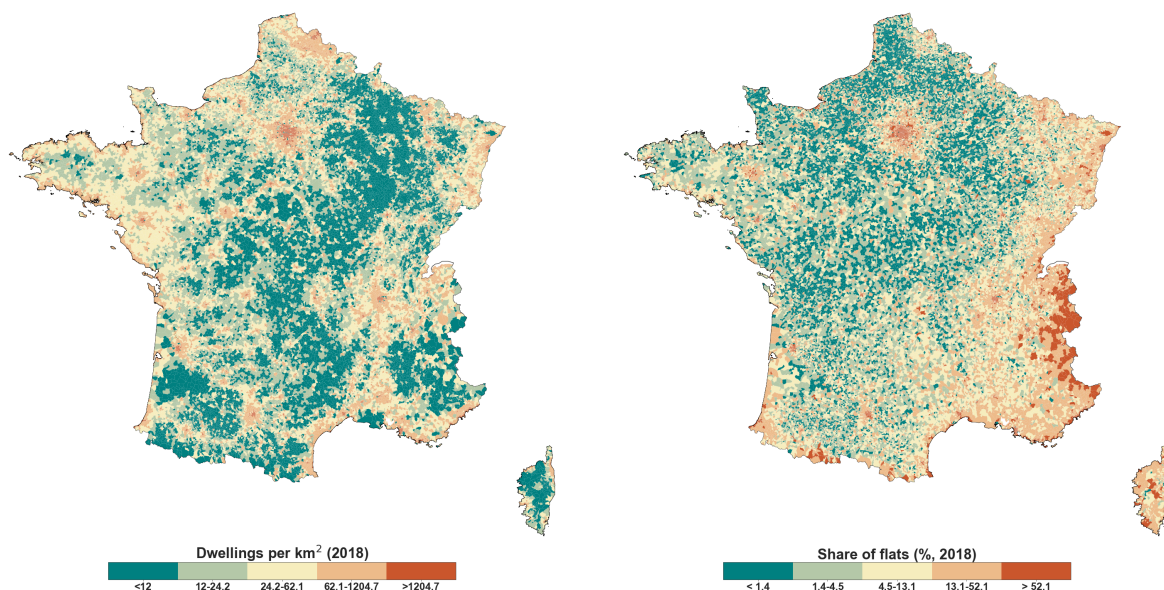 Dwellings per km² (2018)
<12 12-24.2 24.2-62.1 62.1-1204.7 >1204.7
Share of flats (%, 2018)
< 1.4 1.4-4.5 4.5-13.1 13.1-52.1 > 52.1